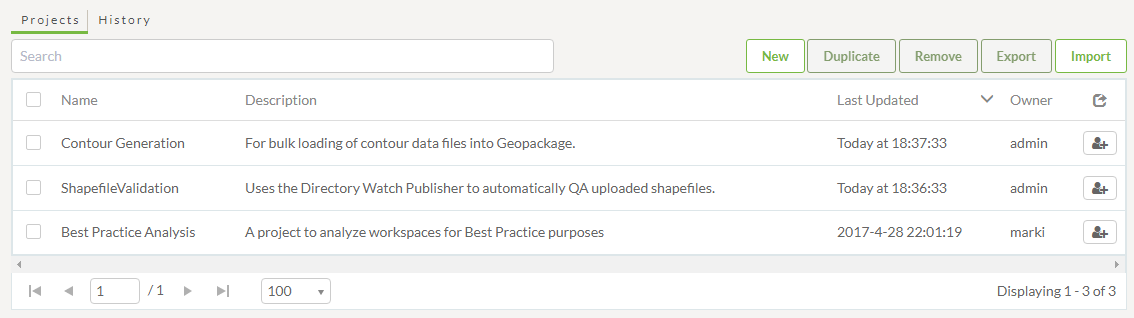 Projects History
Search New Duplicate Remove Export Import
Name Description Last Updated Owner
Contour Generation For bulk loading of contour data files into Geopackage. Today at 18:37:33 admin
ShapefileValidation Uses the Directory Watch Publisher to automatically QA uploaded shapefiles. Today at 18:36:33 admin
Best Practice Analysis A project to analyze workspaces for Best Practice purposes 2017-4-28 22:01:19 marki
1 / 1 100 Displaying 1 - 3 of 3